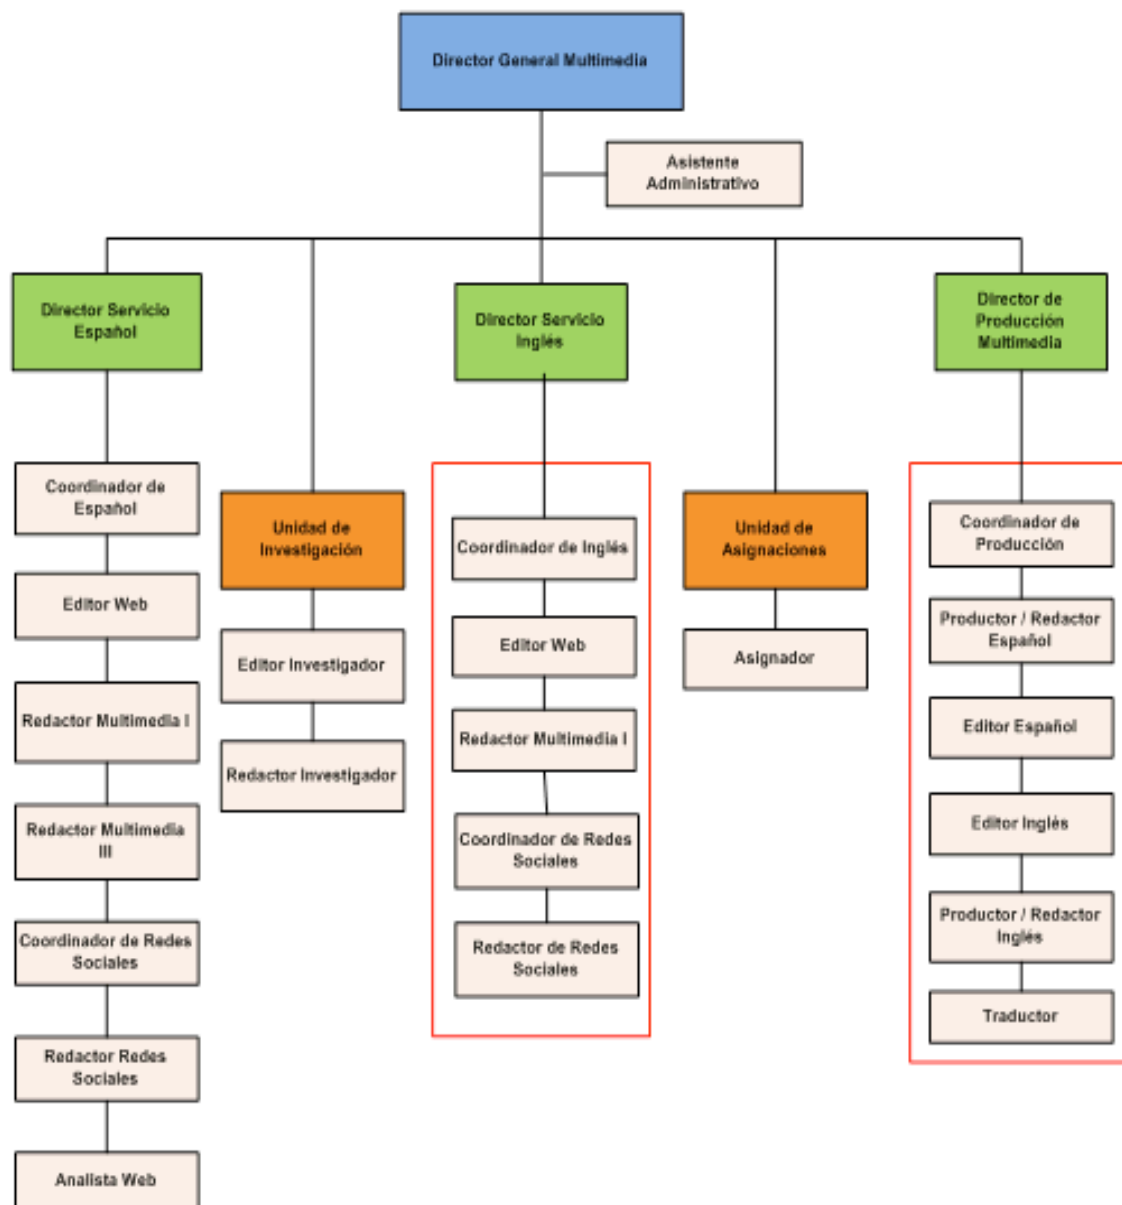 Director General Multimedia
Asistente
Administrativo
Director Servicio
Español
Director Servicio
Inglés
Director de
Producción
Multimedia
Coordinador de
Español
Editor Web
Redactor Multimedia I
Redactor Multimedia
III
Coordinador de Redes
Sociales
Redactor Redes
Sociales
Analista Web
Unidad de
Investigación
Editor Investigador
Redactor Investigador
Coordinador de Inglés
Editor Web
Redactor Multimedia I
Coordinador de Redes
Sociales
Redactor de Redes
Sociales
Unidad de
Asignaciones
Asignador
Coordinador de
Producción
Productor / Redactor
Español
Editor Español
Editor Inglés
Productor / Redactor
Inglés
Traductor